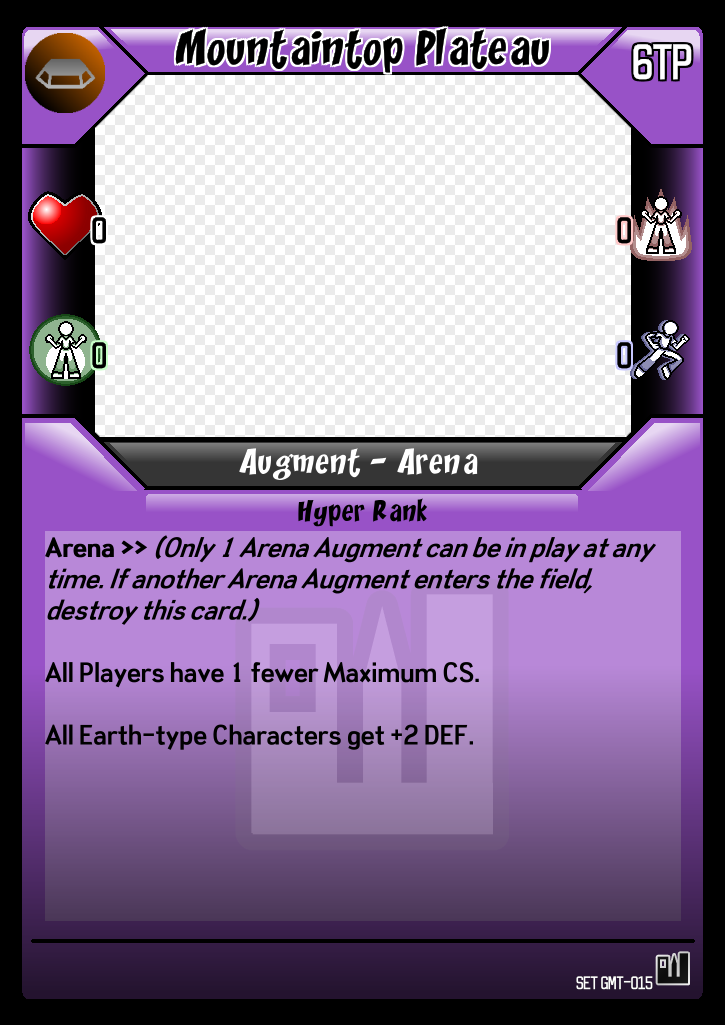 Mountaintop Plateau
6TP
0
0
0
0
Augment - Arena
Hyper Rank
Arena >> (Only 1 Arena Augment can be in play at any
time. If another Arena Augment enters the field,
destroy this card.)
All Players have 1 fewer Maximum CS.
All Earth-type Characters get +2 DEF.
SET GMT-015